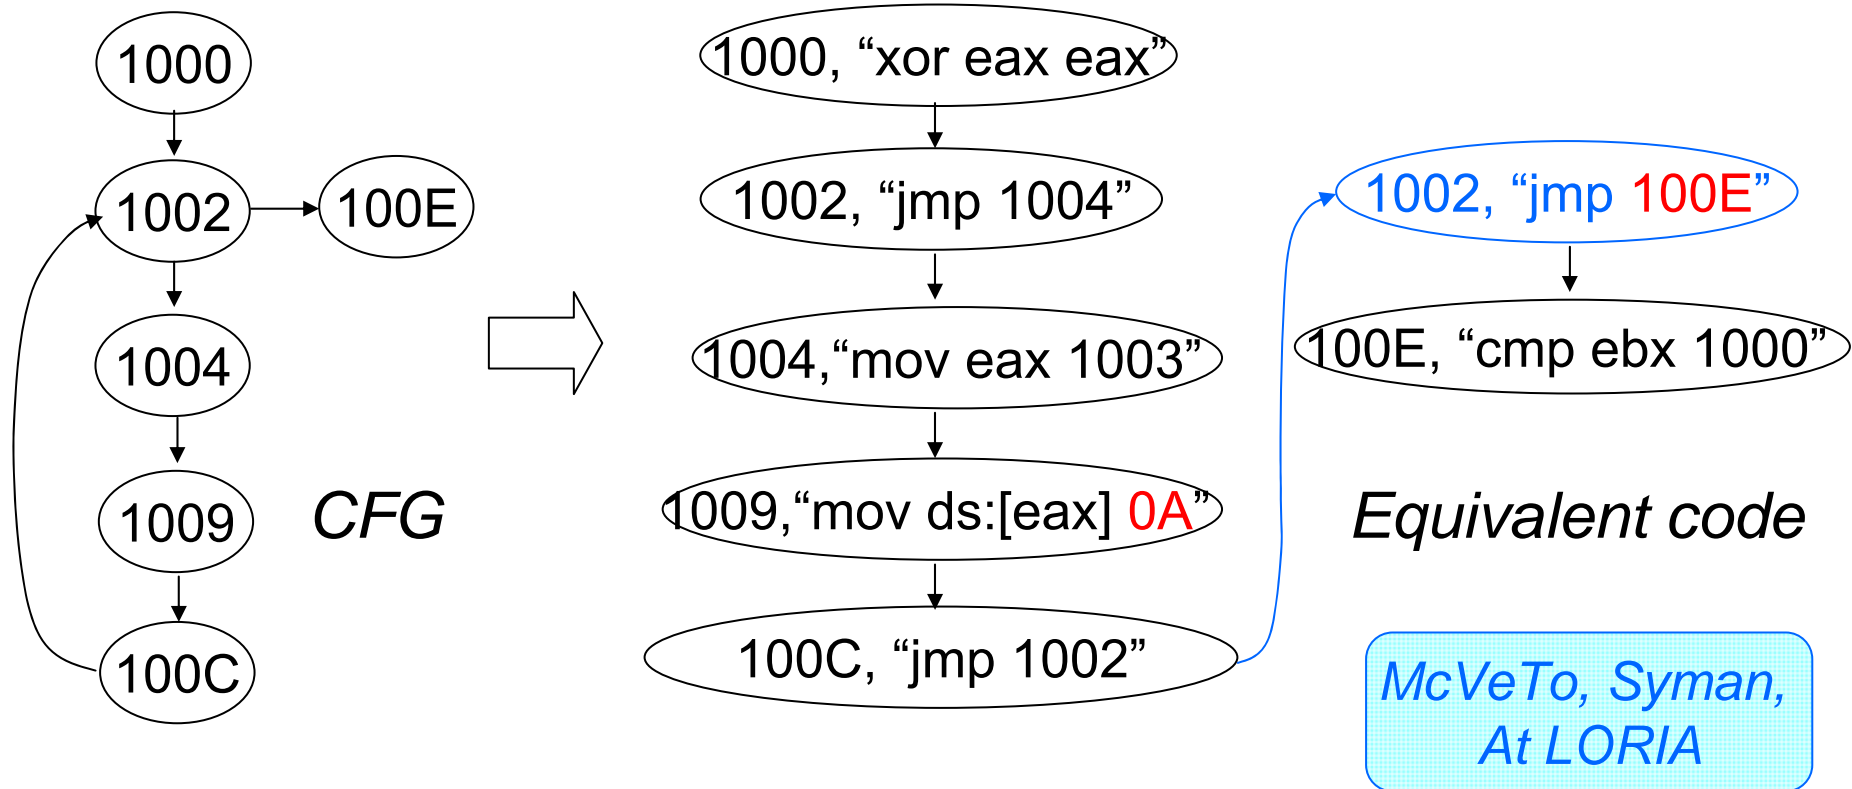 1000
1002
100E
1004
1009
100C
CFG
1000, “xor eax eax”
1002, “jmp 1004”
1004,“mov eax 1003”
1009,“mov ds:[eax] 0A”
100C, “jmp 1002”
1002, “jmp 100E”
100E, “cmp ebx 1000”
Equivalent code
McVeTo, Syman,
At LORIA